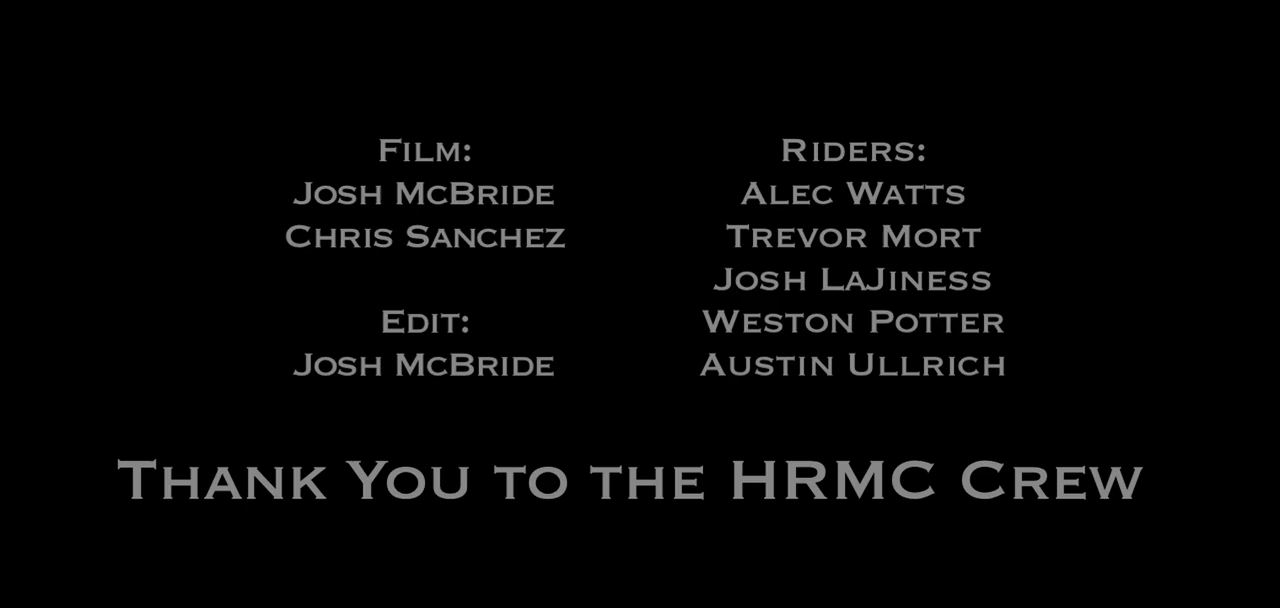 Film:
Josh McBride
Chris Sanchez
Edit:
Josh McBride
Riders:
Alec Watts
Trevor Mort
Josh LaJiness
Weston Potter
Austin Ullrich
Thank You to the HRMC Crew